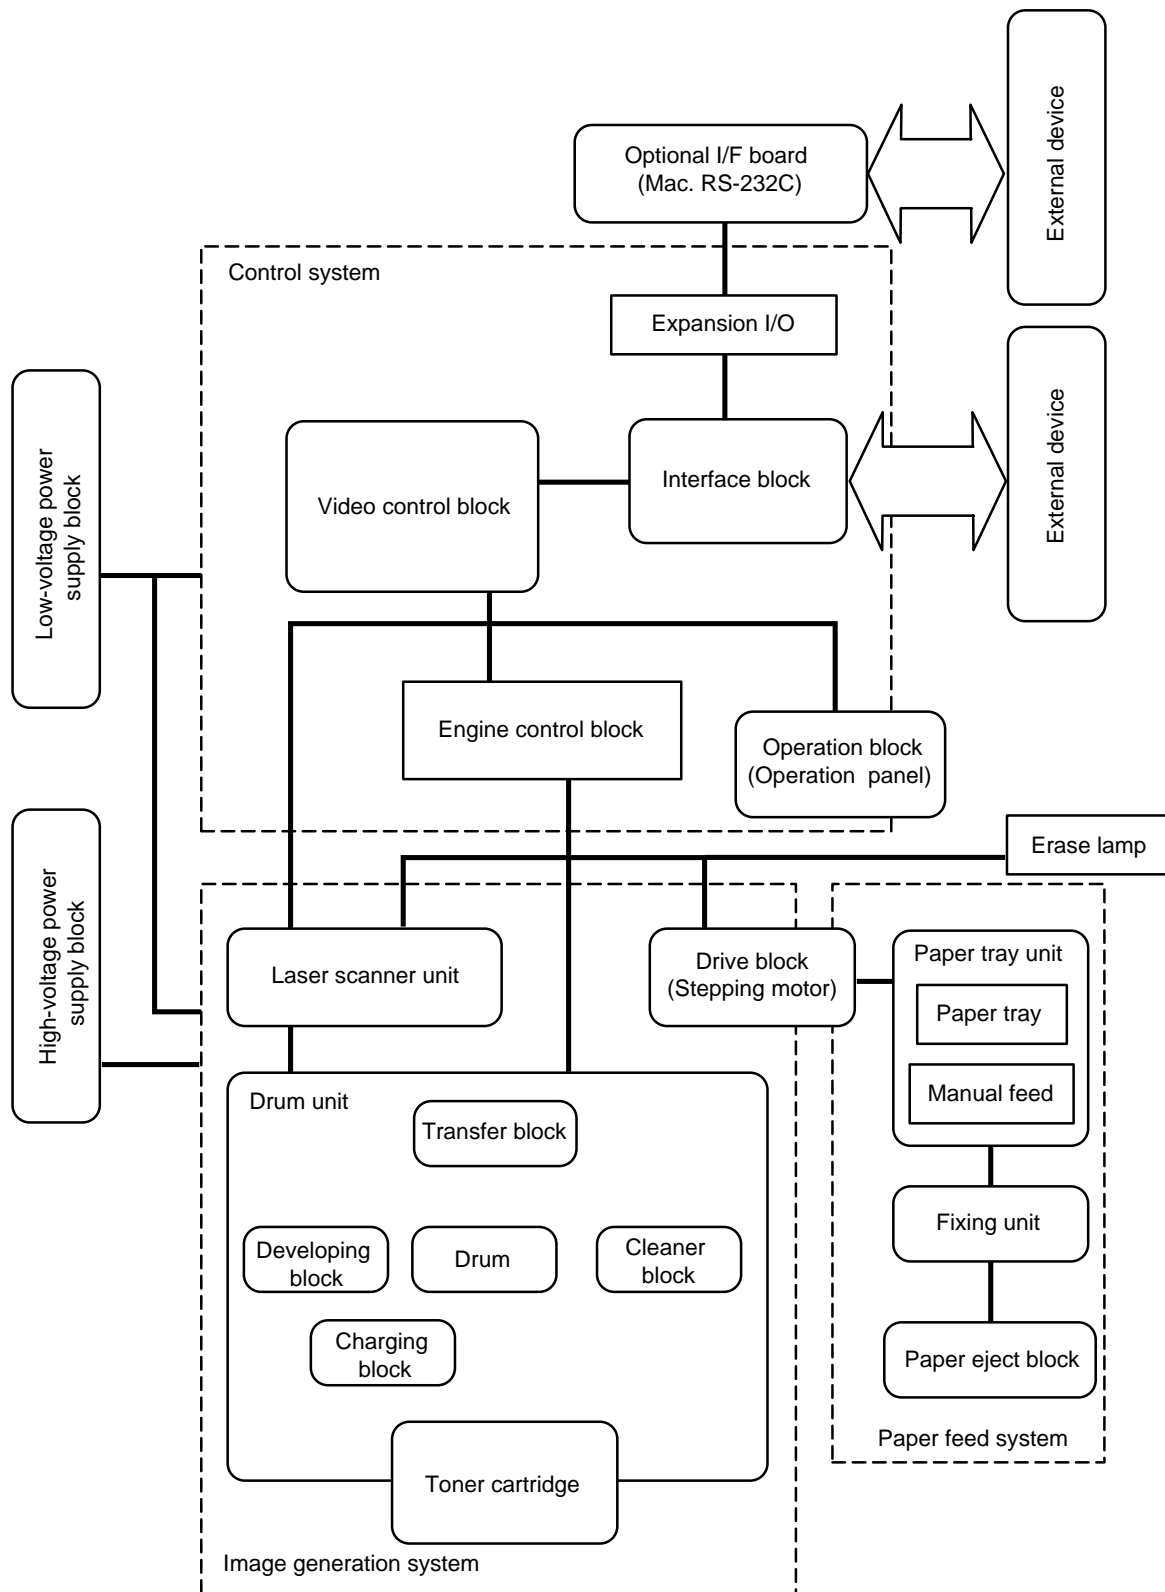 External device
Optional I/F board
(Mac. RS-232C)
Control system
Expansion I/O
External device
Low-voltage power
supply block
Video control block
Interface block
Engine control block
Operation block
(Operation panel)
Erase lamp
High-voltage power
supply block
Laser scanner unit
Drive block
(Stepping motor)
Paper tray unit
Paper tray
Manual feed
Drum unit
Transfer block
Developing
block
Drum
Cleaner
block
Fixing unit
Charging
block
Paper eject block
Paper feed system
Toner cartridge
Image generation system